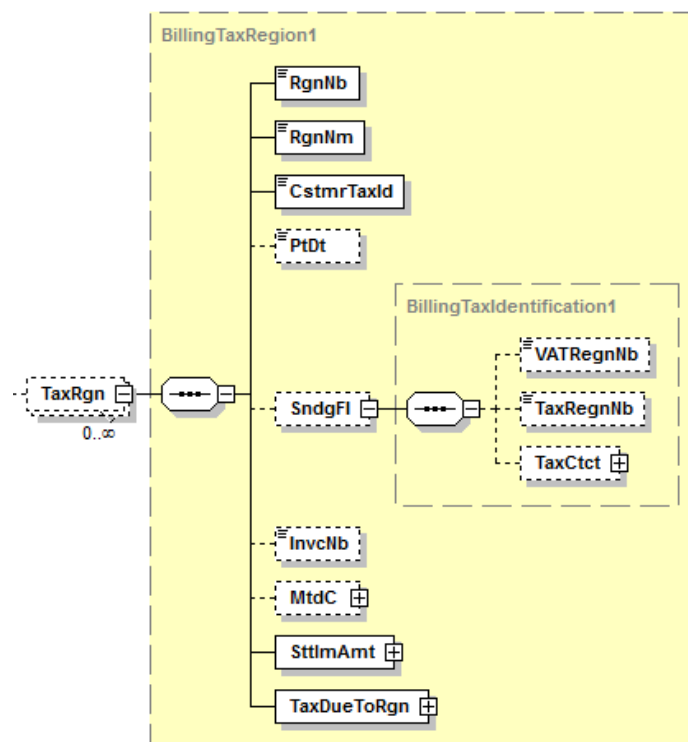 BillingTaxRegion1
RgnNb
RgnNm
CstmrTaxId
PtDt
BillingTaxIdentification1
VATRegnNb
TaxRgn
0..∞
SndgFI
TaxRegnNb
TaxCtct
InvcNb
MtdC
SttlmAmt
TaxDueToRgn